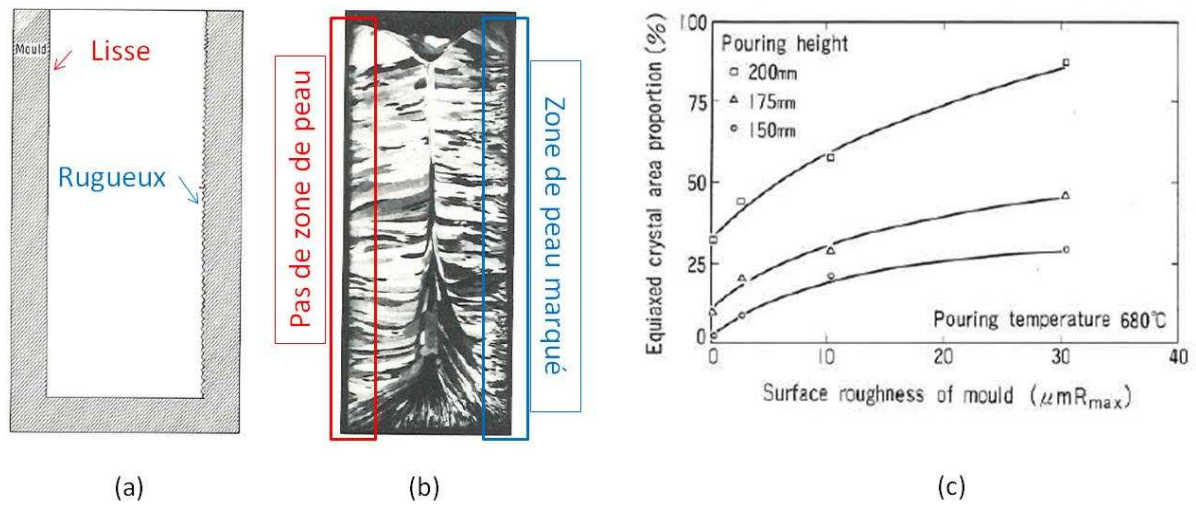 Mould
Lisse
Rugueux
(a)
Pas de zone de peau
Zone de peau marqué
(b)
Equiaxed crystal area proportion (%)
100
75
50
25
0
Pouring height
□ 200mm
△ 175mm
○ 150mm
Pouring temperature 680℃
0 10 20 30 40
Surface roughness of mould (μmRmax)
(c)